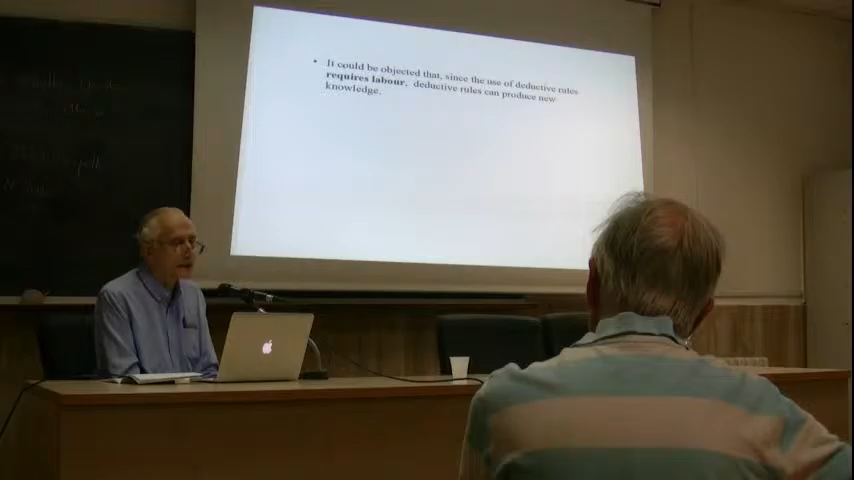 • It could be objected that, since the use of deductive rules
requires labour, deductive rules can produce new
knowledge.